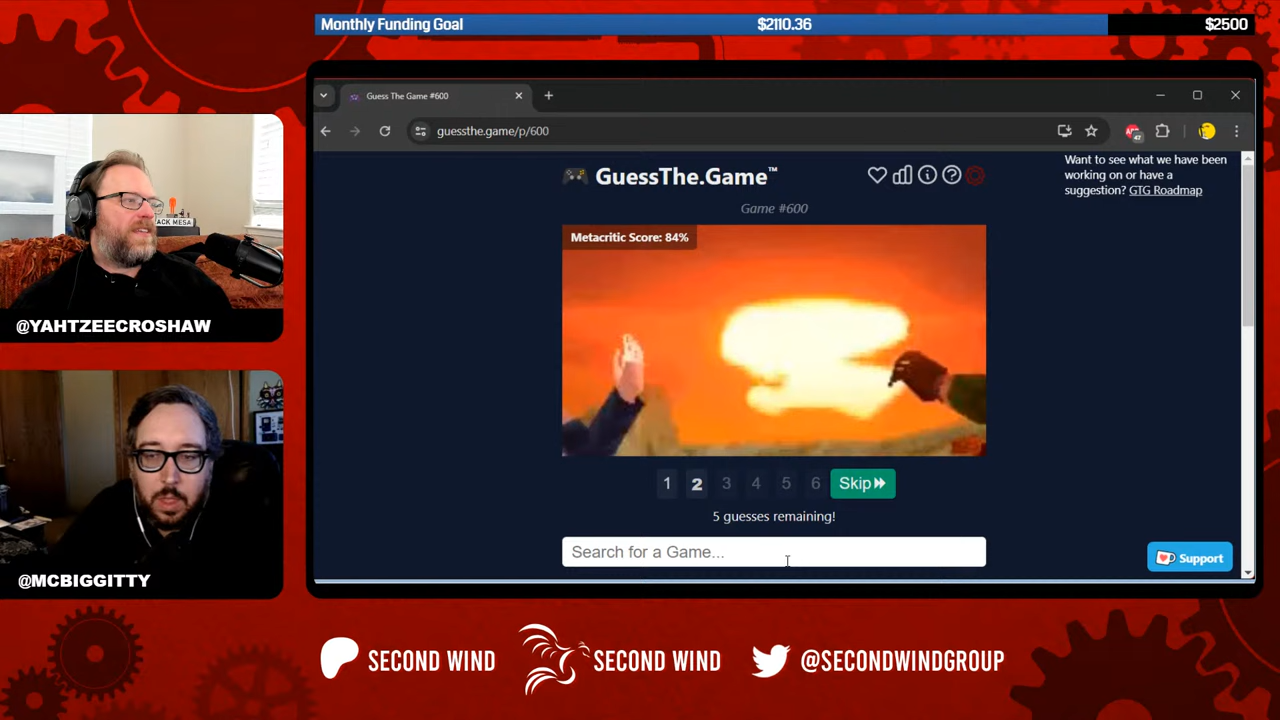 Monthly Funding Goal $2110.36 $2500
Guess The Game #600
guessthe.game/p/600
GuessThe.Game™
Game #600
Want to see what we have been
working on or have a
suggestion? GTG Roadmap
Metacritic Score: 84%
ACK MESA
@YAHTZEECROSHAW
1 2 3 4 5 6 Skip
5 guesses remaining!
Search for a Game...
Support
@MCBIGGITTY
SECOND WIND SECOND WIND @SECONDWINDGROUP